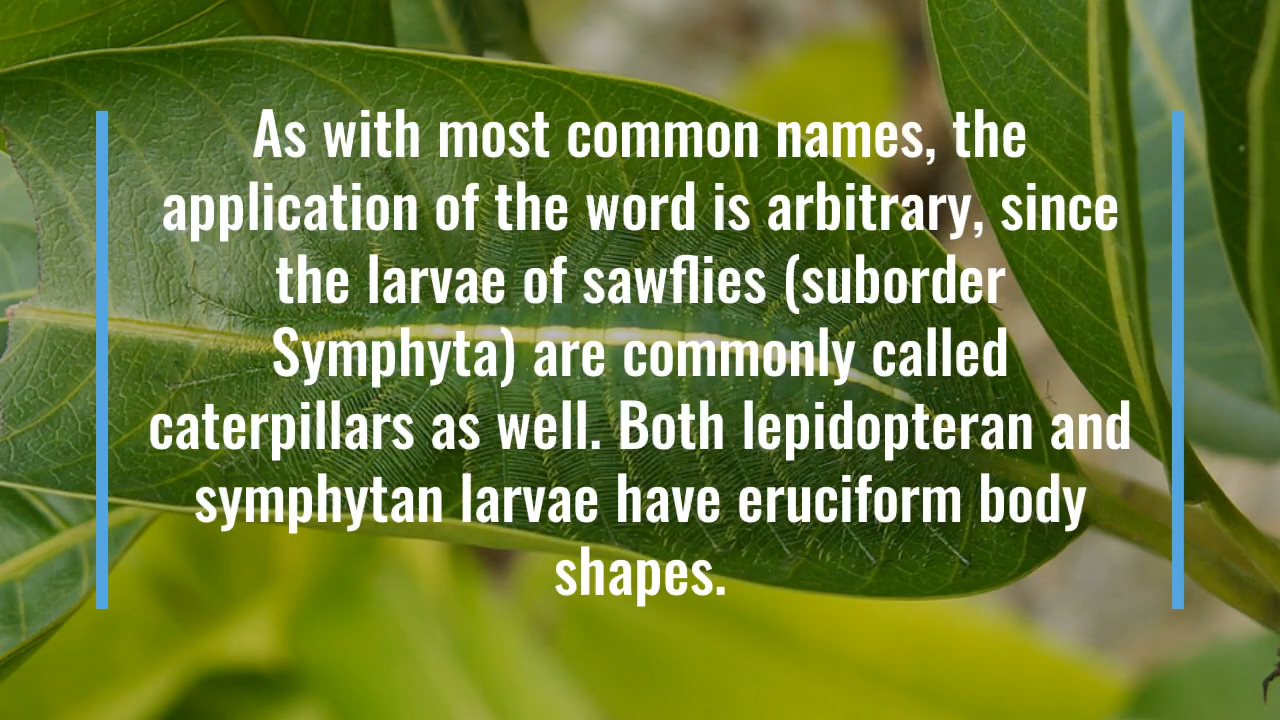 As with most common names, the
application of the word is arbitrary, since
the larvae of sawflies (suborder
Symphyta) are commonly called
caterpillars as well. Both lepidopteran and
symphytan larvae have eruciform body
shapes.